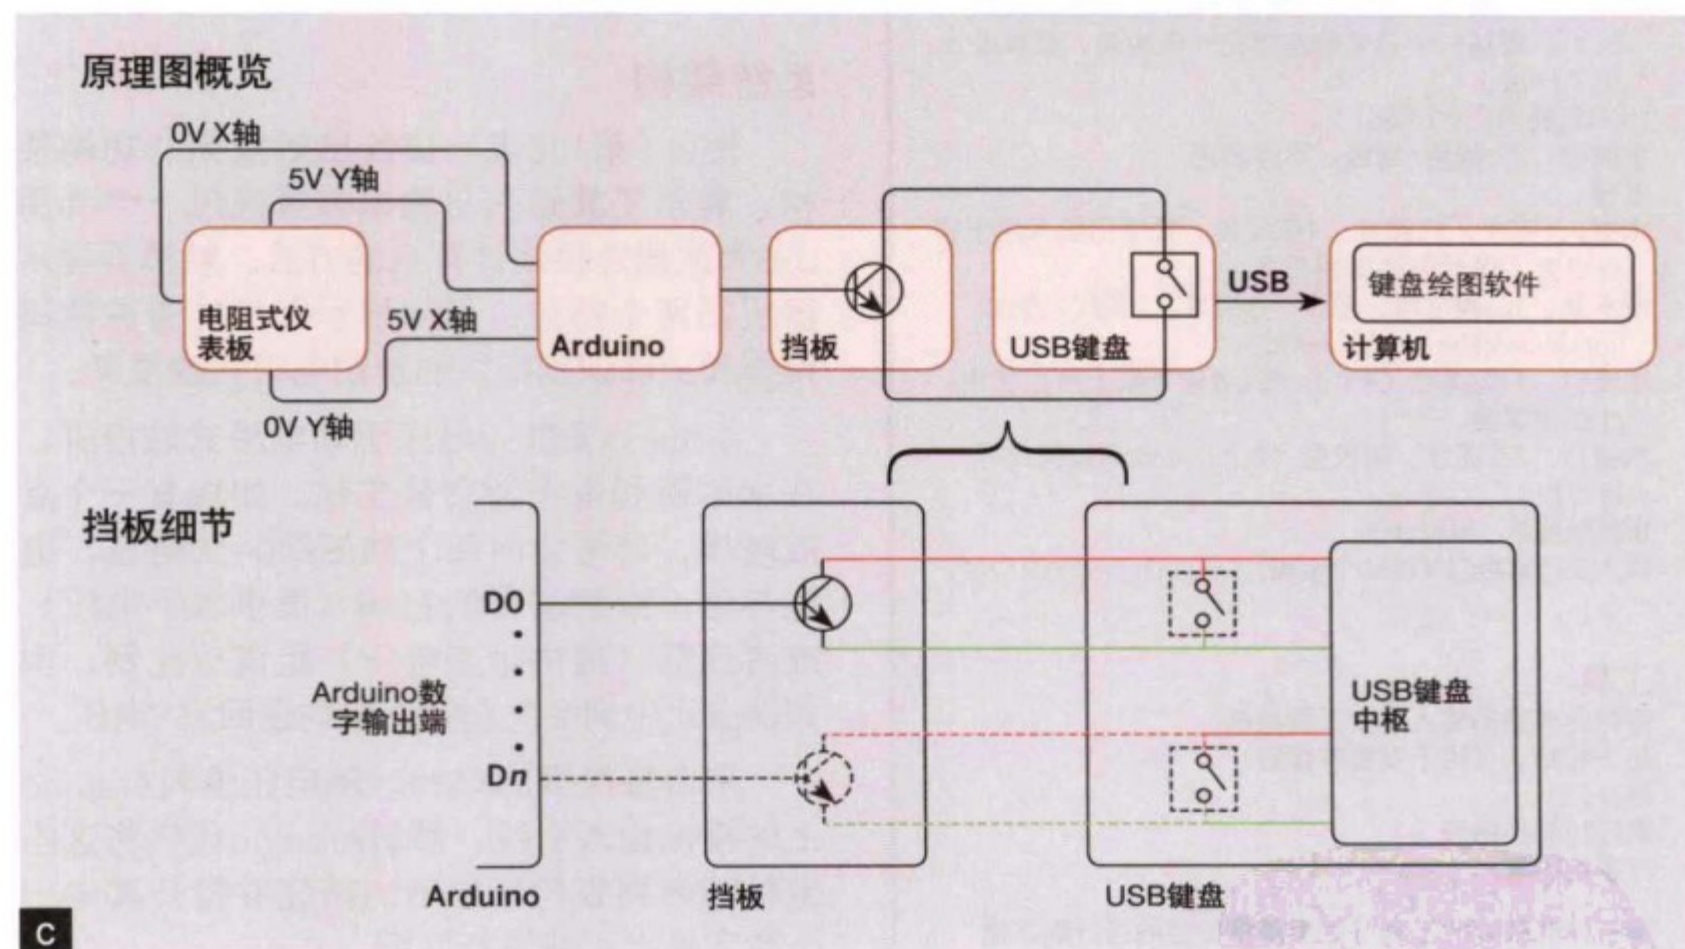 原理图概览
0V X轴
5V Y轴
电阻式仪
表板
5V X轴
0V Y轴
Arduino
挡板
USB键盘
USB
键盘绘图软件
计算机
挡板细节
D0
Arduino数
字输出端
Dn
USB键盘
中枢
Arduino
挡板
USB键盘
C